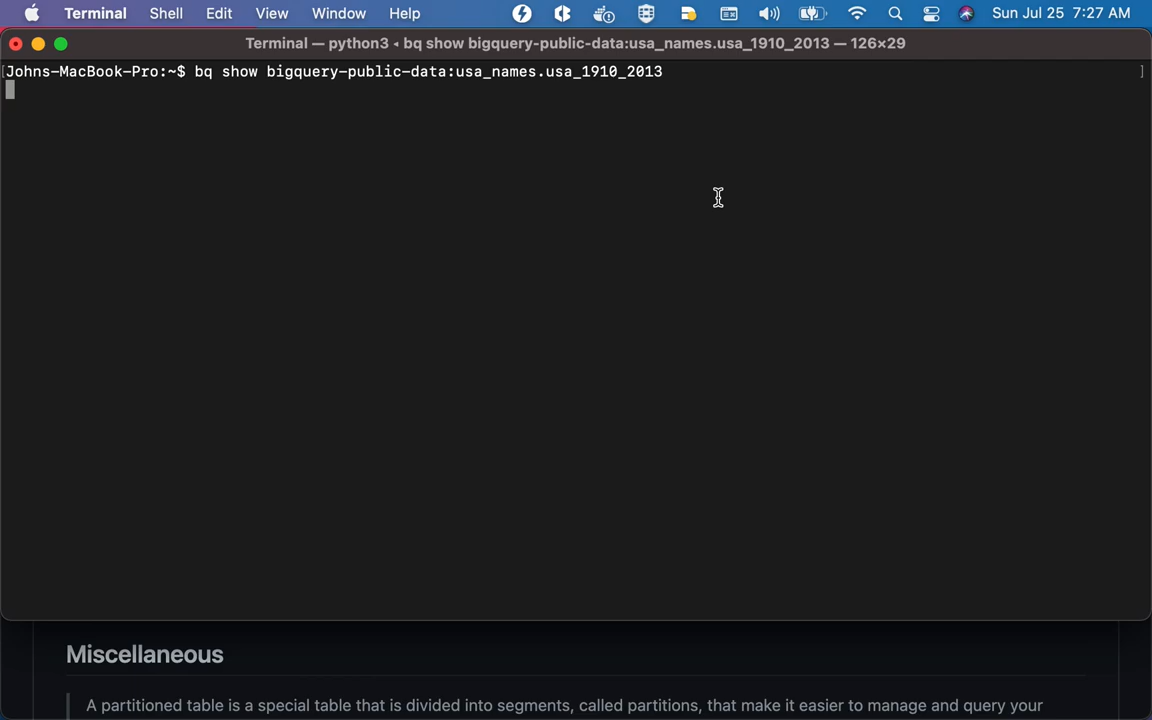 Terminal Shell Edit View Window Help Sun Jul 25 7:27 AM
Terminal — python3 ◂ bq show bigquery-public-data:usa_names.usa_1910_2013 — 126×29
[Johns-MacBook-Pro:~$ bq show bigquery-public-data:usa_names.usa_1910_2013 ]
Miscellaneous
A partitioned table is a special table that is divided into segments, called partitions, that make it easier to manage and query your